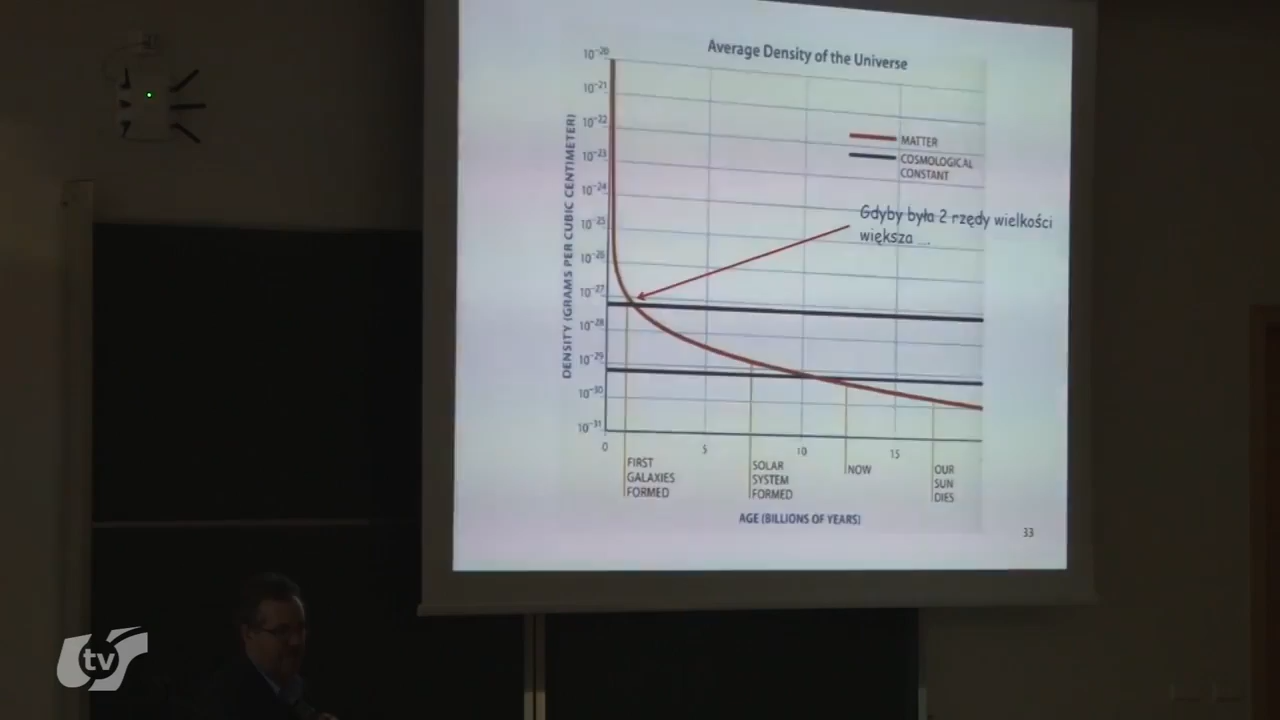 Average Density of the Universe
DENSITY (GRAMS PER CUBIC CENTIMETER)
10⁻²⁰
10⁻²¹
10⁻²²
10⁻²³
10⁻²⁴
10⁻²⁵
10⁻²⁶
10⁻²⁷
10⁻²⁸
10⁻²⁹
10⁻³⁰
10⁻³¹
MATTER
COSMOLOGICAL
CONSTANT
Gdyby była 2 rzędy wielkości
większa ...
0 5 10 15
FIRST
GALAXIES
FORMED
SOLAR
SYSTEM
FORMED
NOW
OUR
SUN
DIES
AGE (BILLIONS OF YEARS)
33
tv